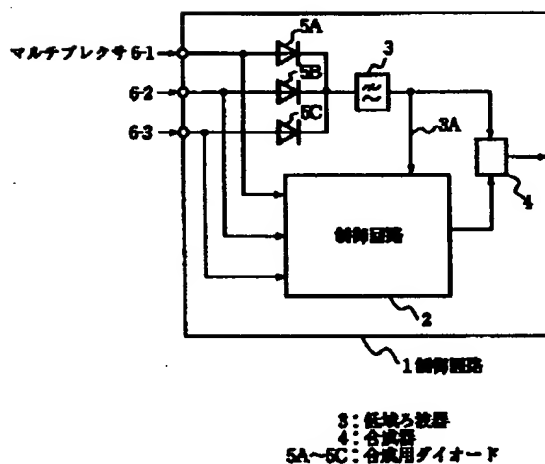 5A
マルチプレクサ 6-1
3
5B
6-2
5C
6-3
3A
4
制御回路
2
1 制御回路
3：低域ろ波器
4：合成器
5A〜5C：合成用ダイオード